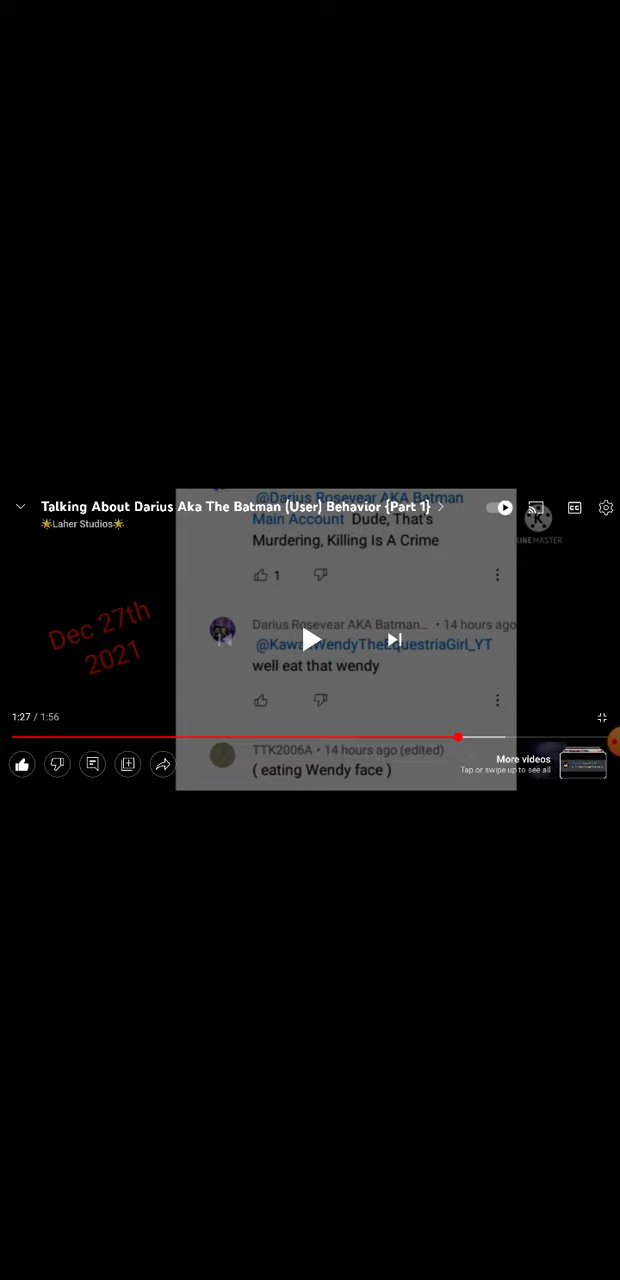 @Darius Rosevear AKA Batman
Talking About Darius Aka The Batman (User) Behavior {Part 1}
🌟Laher Studios🌟
Main Account Dude, That's
Murdering, Killing Is A Crime
KINEMASTER
1
Dec 27th
2021
Darius Rosevear AKA Batman... • 14 hours ago
@KawaiiWendyTheEquestriaGirl_YT
well eat that wendy
1:27 / 1:56
TTK2006A • 14 hours ago (edited)
( eating Wendy face )
More videos
Tap or swipe up to see all